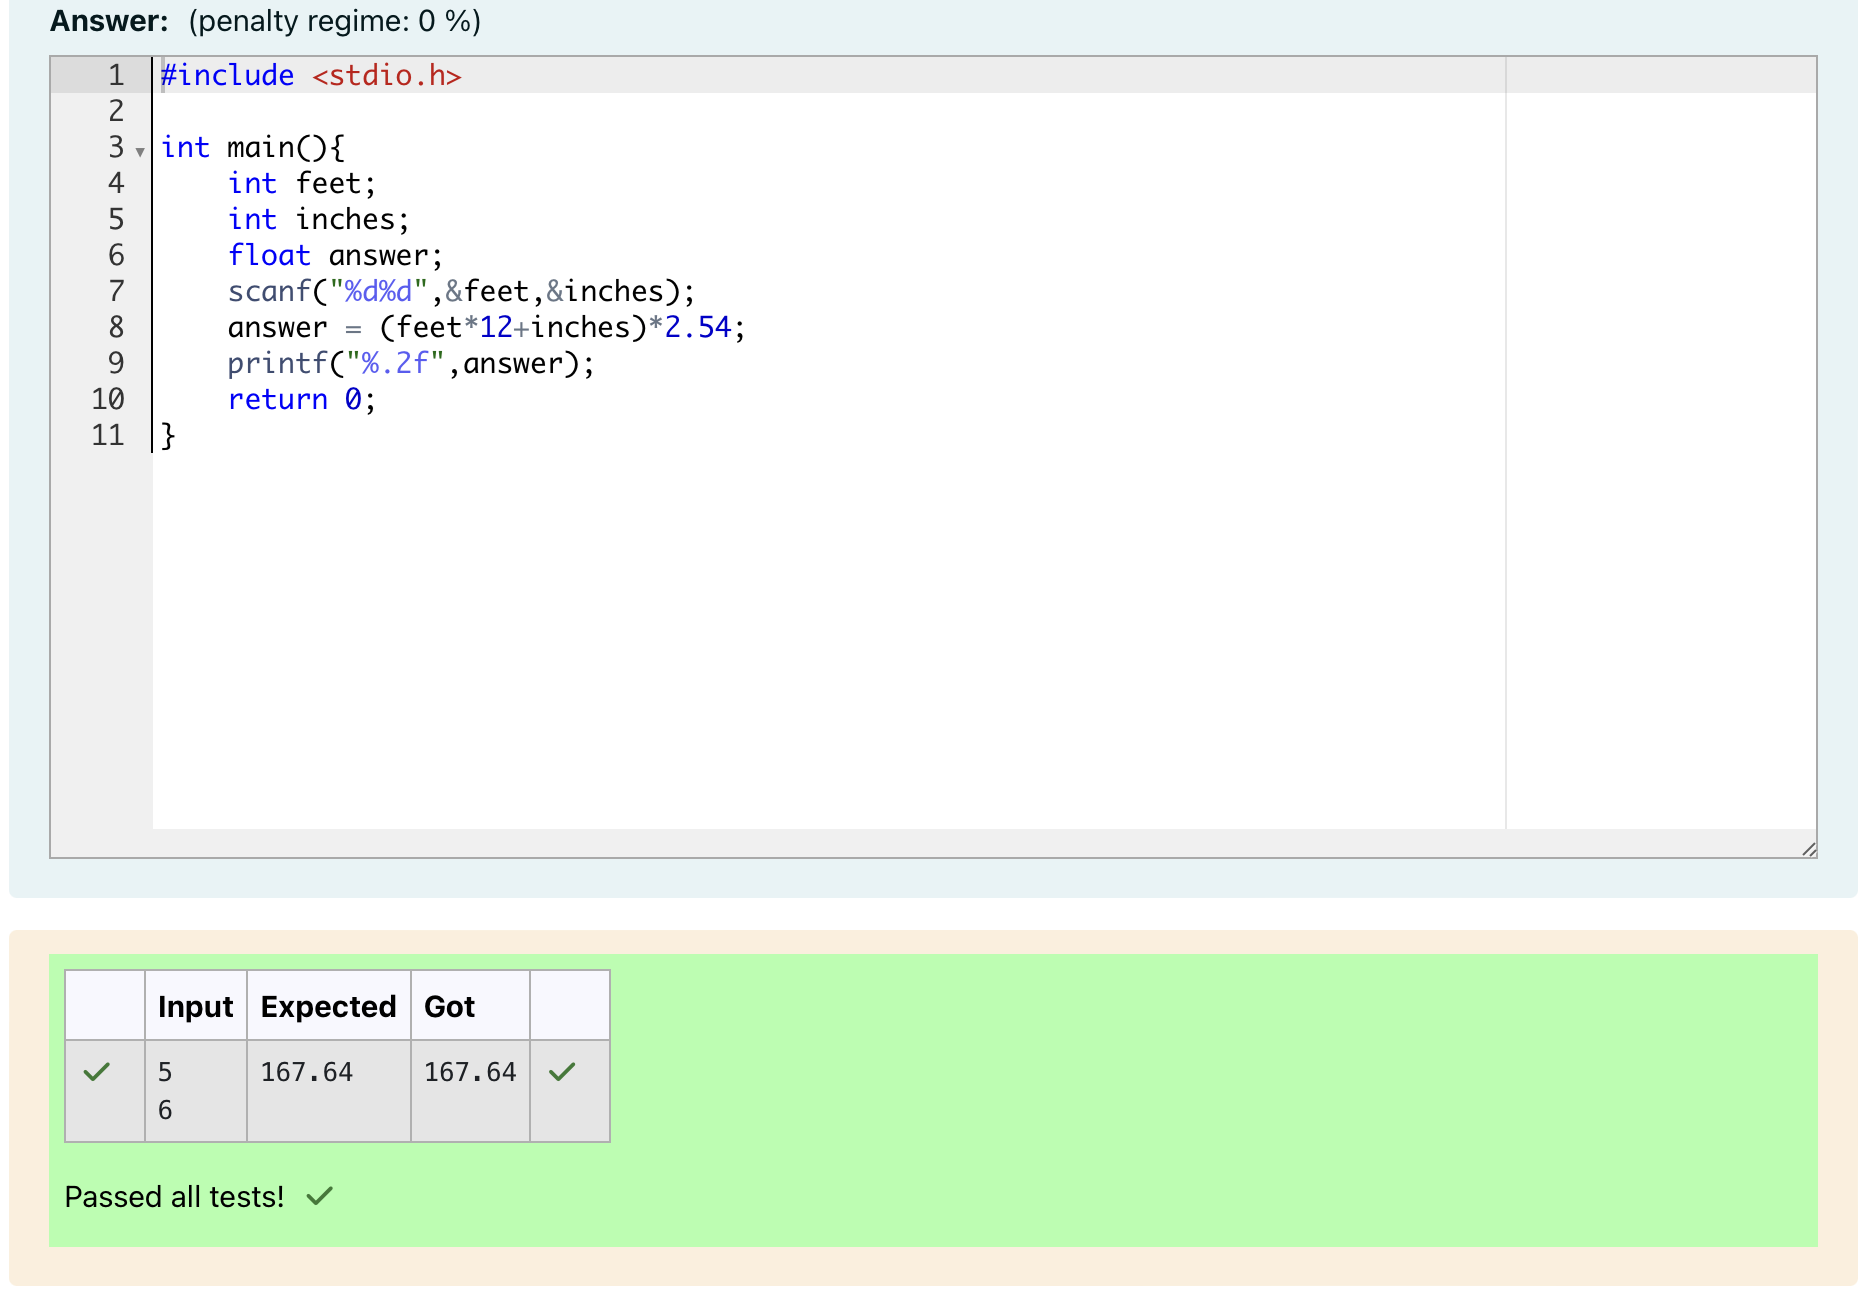 Answer: (penalty regime: 0 %)
1 #include <stdio.h>
2
3 int main(){
4     int feet;
5     int inches;
6     float answer;
7     scanf("%d%d",&feet,&inches);
8     answer = (feet*12+inches)*2.54;
9     printf("%.2f",answer);
10     return 0;
11 }
Input Expected Got
5 167.64 167.64
6
Passed all tests!